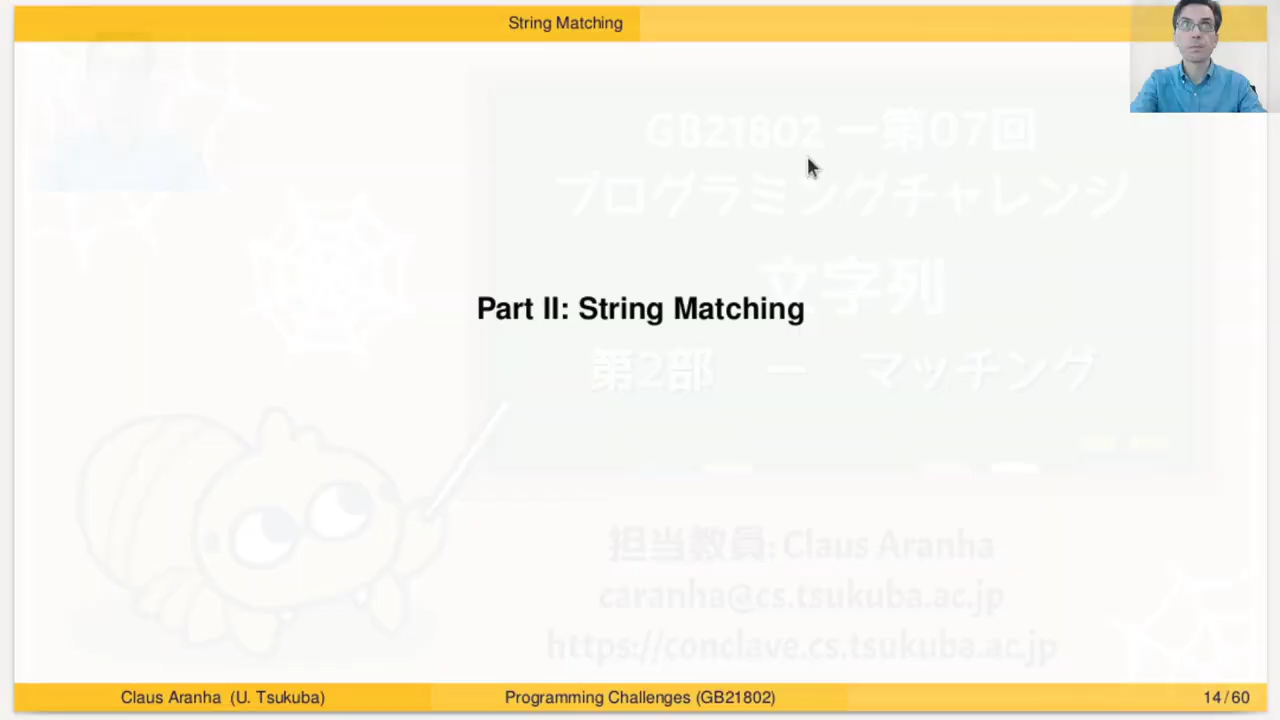 String Matching
GB21802 ー第07回
プログラミングチャレンジ
文字列
Part II: String Matching
第2部 ー マッチング
担当教員: Claus Aranha
caranha@cs.tsukuba.ac.jp
https://conclave.cs.tsukuba.ac.jp
Claus Aranha (U. Tsukuba)
Programming Challenges (GB21802)
14/60